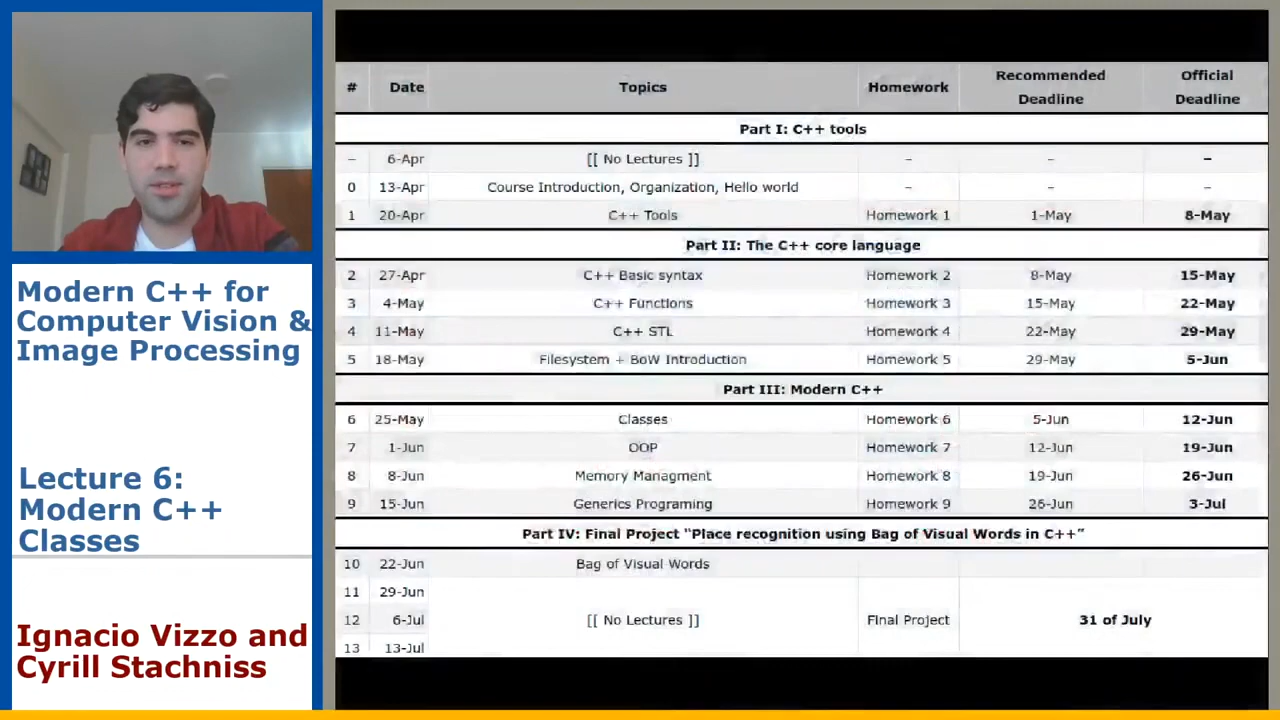 Modern C++ for
Computer Vision &
Image Processing
Lecture 6:
Modern C++
Classes
Ignacio Vizzo and
Cyrill Stachniss
# Date Topics Homework Recommended Deadline Official Deadline
Part I: C++ tools
– 6-Apr [[ No Lectures ]] – – –
0 13-Apr Course Introduction, Organization, Hello world – – –
1 20-Apr C++ Tools Homework 1 1-May 8-May
Part II: The C++ core language
2 27-Apr C++ Basic syntax Homework 2 8-May 15-May
3 4-May C++ Functions Homework 3 15-May 22-May
4 11-May C++ STL Homework 4 22-May 29-May
5 18-May Filesystem + BoW Introduction Homework 5 29-May 5-Jun
Part III: Modern C++
6 25-May Classes Homework 6 5-Jun 12-Jun
7 1-Jun OOP Homework 7 12-Jun 19-Jun
8 8-Jun Memory Managment Homework 8 19-Jun 26-Jun
9 15-Jun Generics Programing Homework 9 26-Jun 3-Jul
Part IV: Final Project “Place recognition using Bag of Visual Words in C++”
10 22-Jun Bag of Visual Words
11 29-Jun
12 6-Jul [[ No Lectures ]] Final Project 31 of July
13 13-Jul